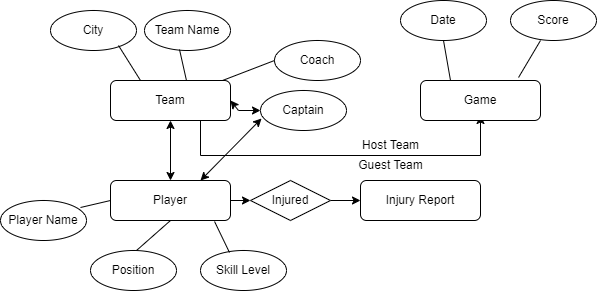 Date
Score
City
Team Name
Coach
Team
Captain
Game
Host Team
Guest Team
Player
Injured
Injury Report
Player Name
Position
Skill Level